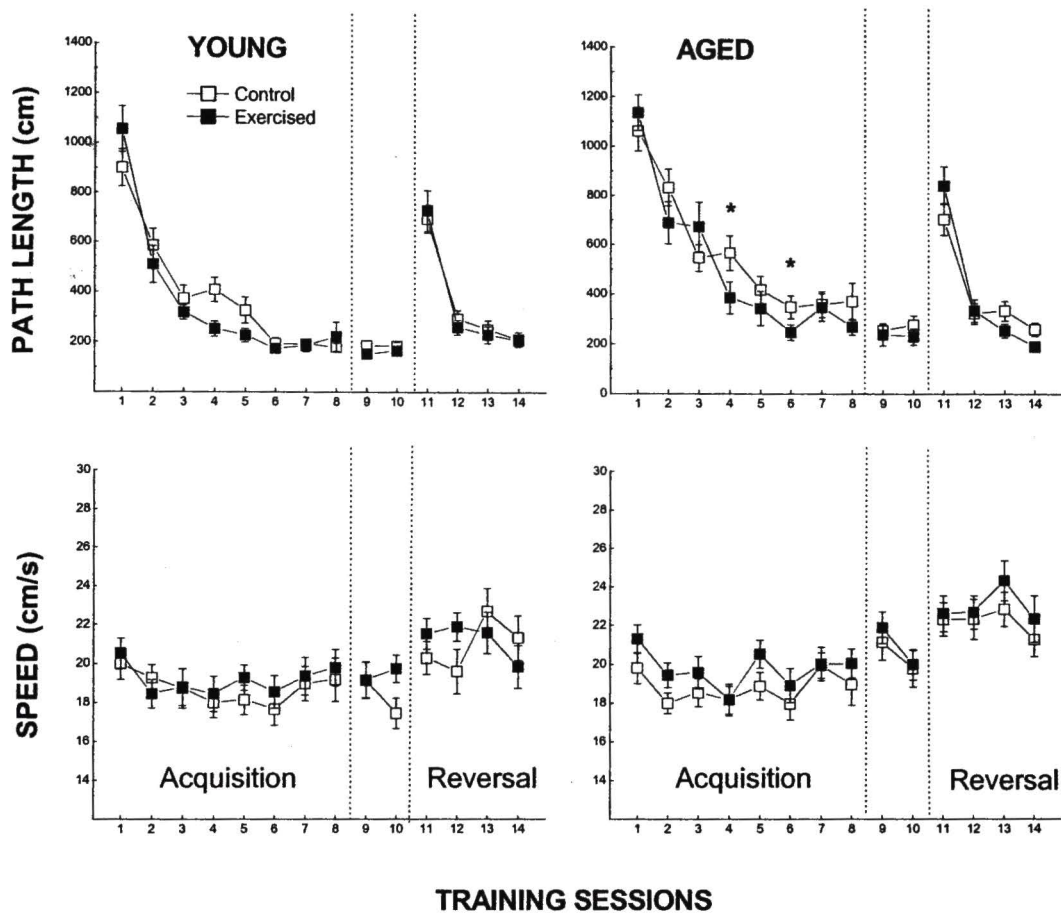 YOUNG
Control
Exercised
PATH LENGTH (cm)
1400
1200
1000
800
600
400
200
1 2 3 4 5 6 7 8 9 10 11 12 13 14
AGED
1400
1200
1000
800
600
400
200
0
* *
1 2 3 4 5 6 7 8 9 10 11 12 13 14
SPEED (cm/s)
30
28
26
24
22
20
18
16
14
Acquisition Reversal
1 2 3 4 5 6 7 8 9 10 11 12 13 14
30
28
26
24
22
20
18
16
14
Acquisition Reversal
1 2 3 4 5 6 7 8 9 10 11 12 13 14
TRAINING SESSIONS